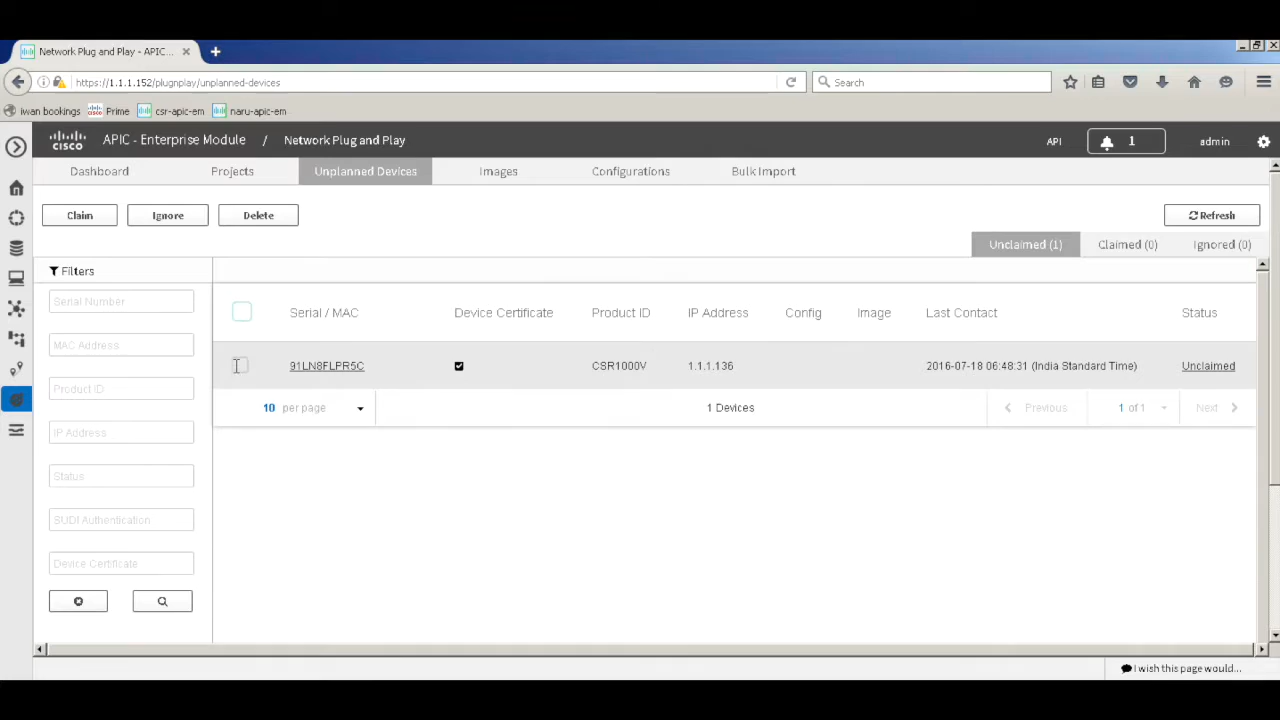 Network Plug and Play - APIC...
https://1.1.1.152/plugnplay/unplanned-devices
Search
iwan bookings Prime csr-apic-em naru-apic-em
CISCO APIC - Enterprise Module / Network Plug and Play API 1 admin
Dashboard Projects Unplanned Devices Images Configurations Bulk Import
Claim Ignore Delete Refresh
Unclaimed (1) Claimed (0) Ignored (0)
Filters
Serial Number
MAC Address
Product ID
IP Address
Status
SUDI Authentication
Device Certificate
Serial / MAC Device Certificate Product ID IP Address Config Image Last Contact Status
91LN8FLPR5C CSR1000V 1.1.1.136 2016-07-18 06:48:31 (India Standard Time) Unclaimed
10 per page 1 Devices Previous 1 of 1 Next
I wish this page would...